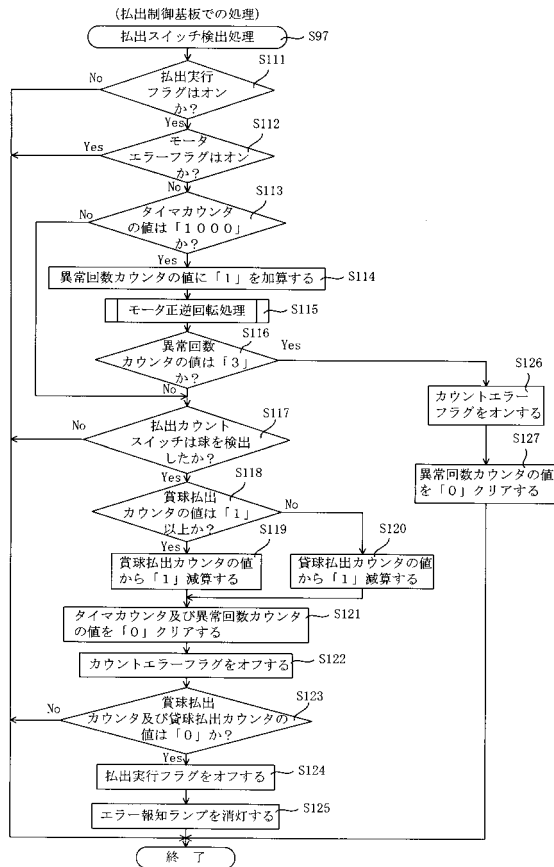 (払出制御基板での処理)
払出スイッチ検出処理
S97
S111
払出実行
フラグはオン
か？
No
Yes
S112
モータ
エラーフラグはオン
か？
Yes
No
S113
タイマカウンタ
の値は「１０００」
か？
No
Yes
異常回数カウンタの値に「１」を加算する
S114
モータ正逆回転処理
S115
S116
異常回数
カウンタの値は「３」
か？
Yes
No
S126
カウントエラー
フラグをオンする
S127
異常回数カウンタの値
を「０」クリアする
S117
払出カウント
スイッチは球を検出
したか？
No
Yes
S118
賞球払出
カウンタの値は「１」
以上か？
No
Yes
S119
賞球払出カウンタの値
から「１」減算する
S120
貸球払出カウンタの値
から「１」減算する
タイマカウンタ及び異常回数カウンタ
の値を「０」クリアする
S121
カウントエラーフラグをオフする
S122
S123
賞球払出
カウンタ及び貸球払出カウンタの
値は「０」か？
No
Yes
払出実行フラグをオフする
S124
エラー報知ランプを消灯する
S125
終 了